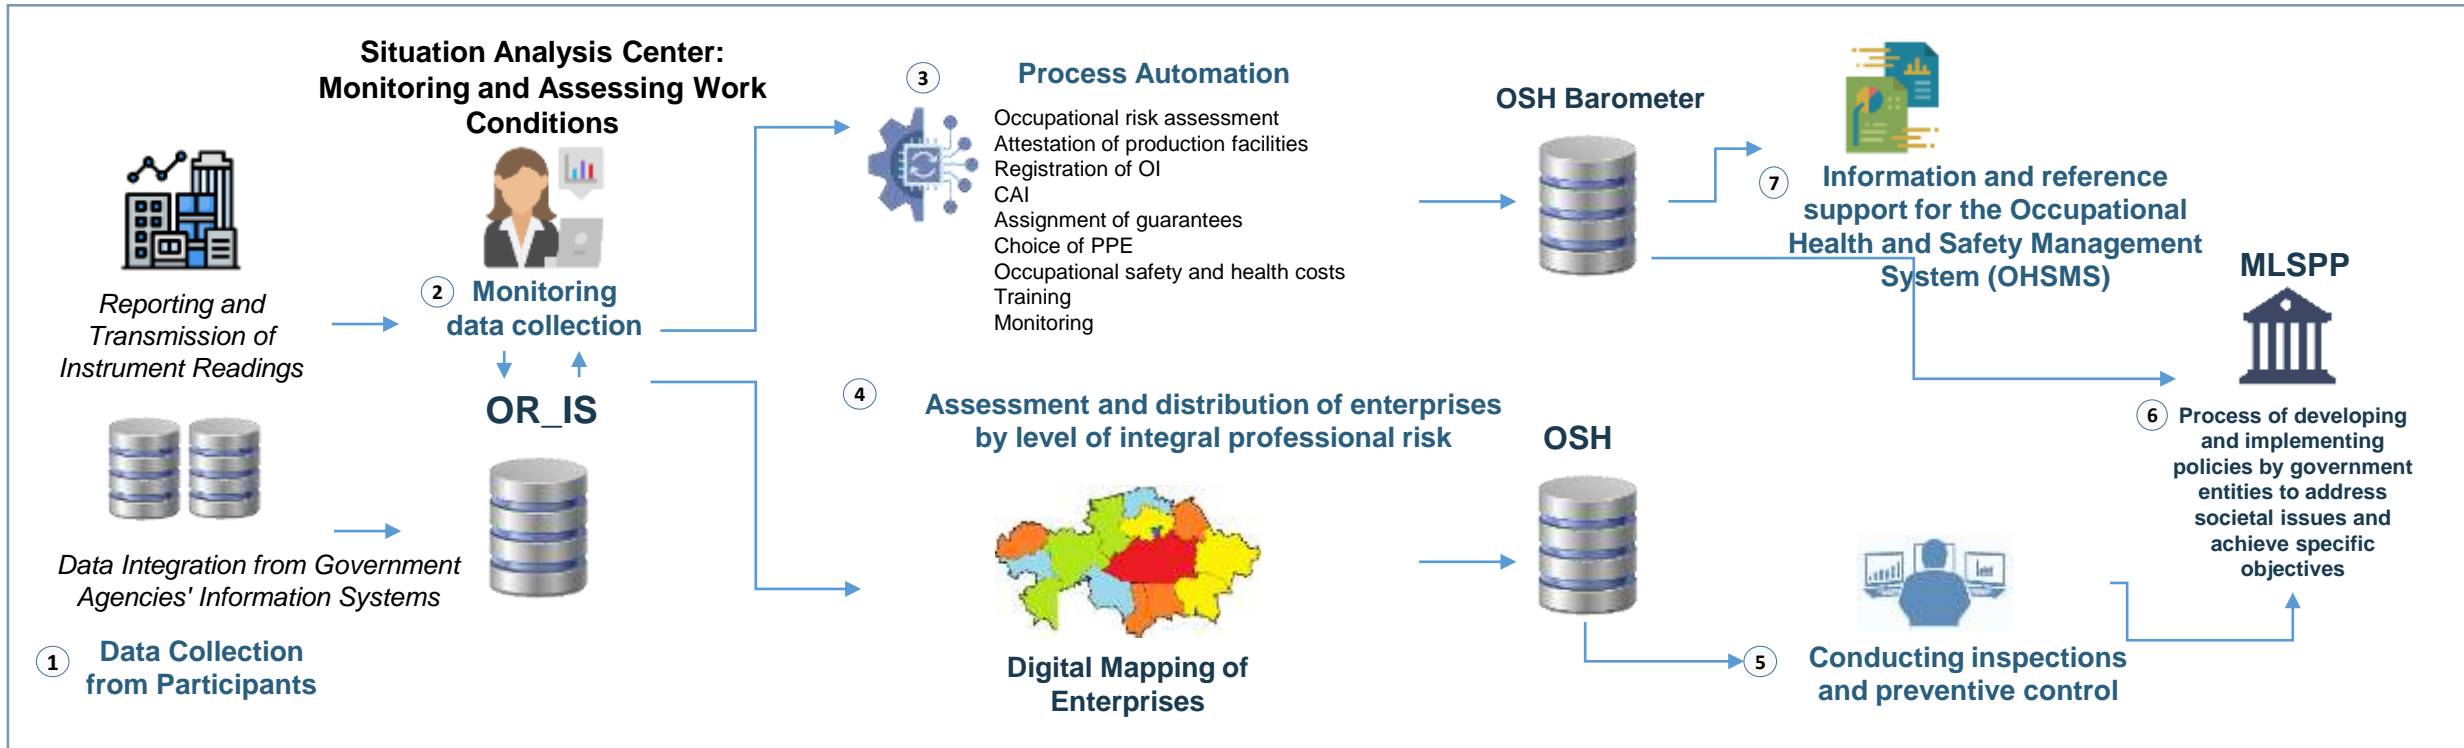 Situation Analysis Center:
Monitoring and Assessing Work
Conditions
Reporting and
Transmission of
Instrument Readings
Data Integration from Government
Agencies' Information Systems
1
Data Collection
from Participants
2
Monitoring
data collection
OR_IS
3
Process Automation
Occupational risk assessment
Attestation of production facilities
Registration of OI
CAI
Assignment of guarantees
Choice of PPE
Occupational safety and health costs
Training
Monitoring
4
Assessment and distribution of enterprises
by level of integral professional risk
Digital Mapping of
Enterprises
OSH Barometer
OSH
7
Information and reference
support for the Occupational
Health and Safety Management
System (OHSMS)
5
Conducting inspections
and preventive control
MLSPP
6
Process of developing
and implementing
policies by government
entities to address
societal issues and
achieve specific
objectives